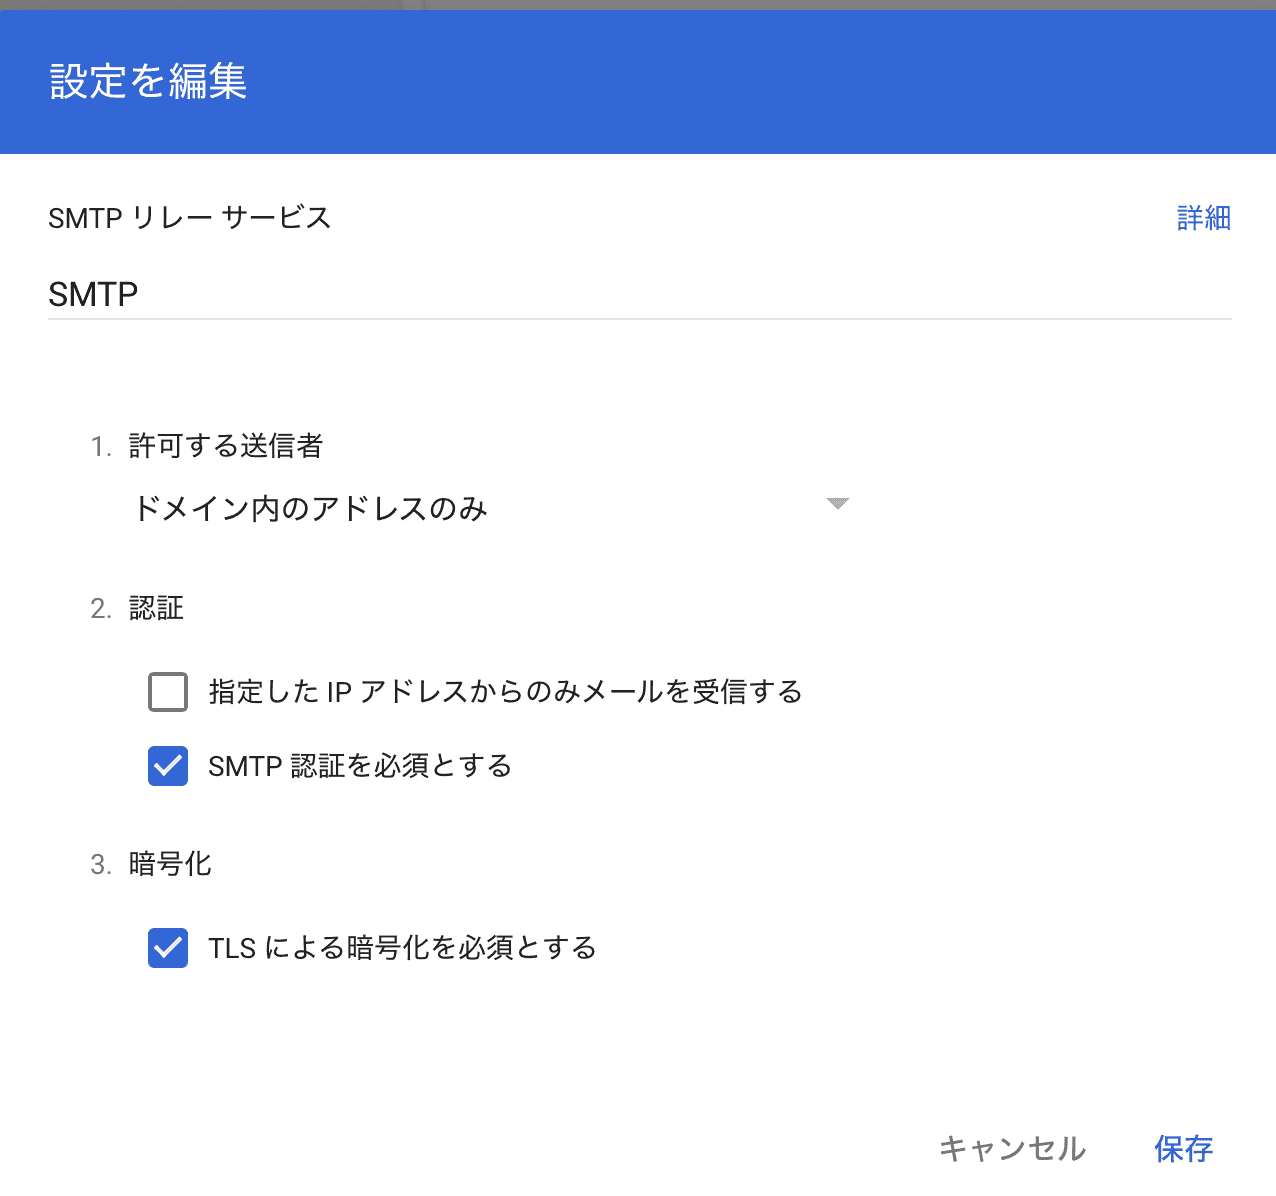 設定を編集
SMTP リレー サービス
詳細
SMTP
1. 許可する送信者
ドメイン内のアドレスのみ
2. 認証
指定した IP アドレスからのみメールを受信する
SMTP 認証を必須とする
3. 暗号化
TLS による暗号化を必須とする
キャンセル
保存